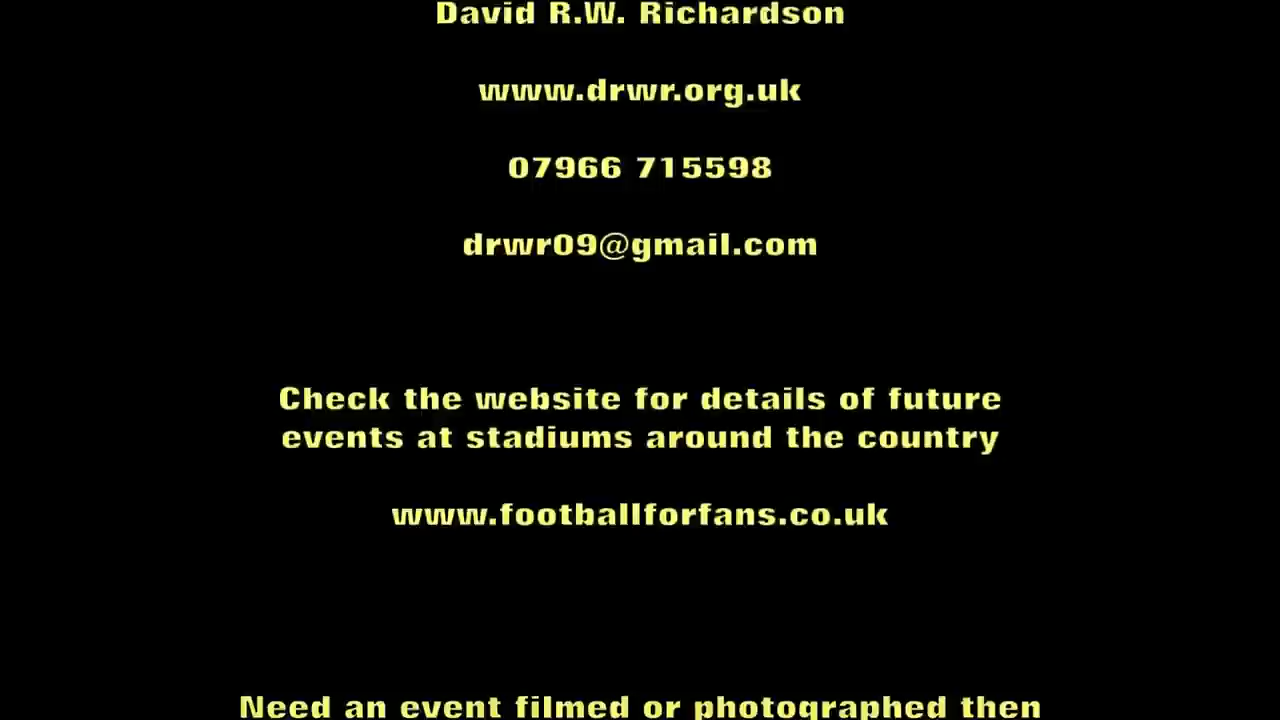 David R.W. Richardson
www.drwr.org.uk
07966 715598
drwr09@gmail.com
Check the website for details of future
events at stadiums around the country
www.footballforfans.co.uk
Need an event filmed or photographed then